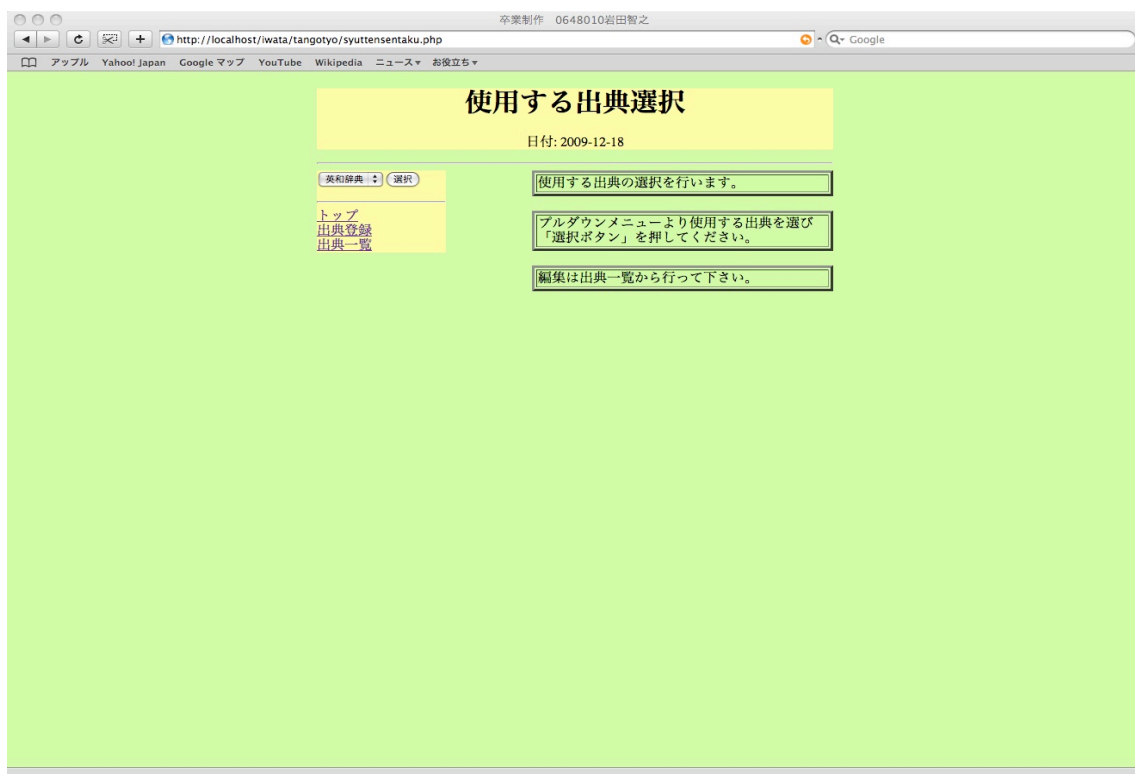 卒業制作 0648010岩田智之
http://localhost/iwata/tangotyo/syuttensentaku.php
Google
アップル Yahoo! Japan Google マップ YouTube Wikipedia ニュース お役立ち
使用する出典選択
日付: 2009-12-18
英和辞典 選択
トップ
出典登録
出典一覧
使用する出典の選択を行います。
プルダウンメニューより使用する出典を選び
「選択ボタン」を押してください。
編集は出典一覧から行って下さい。